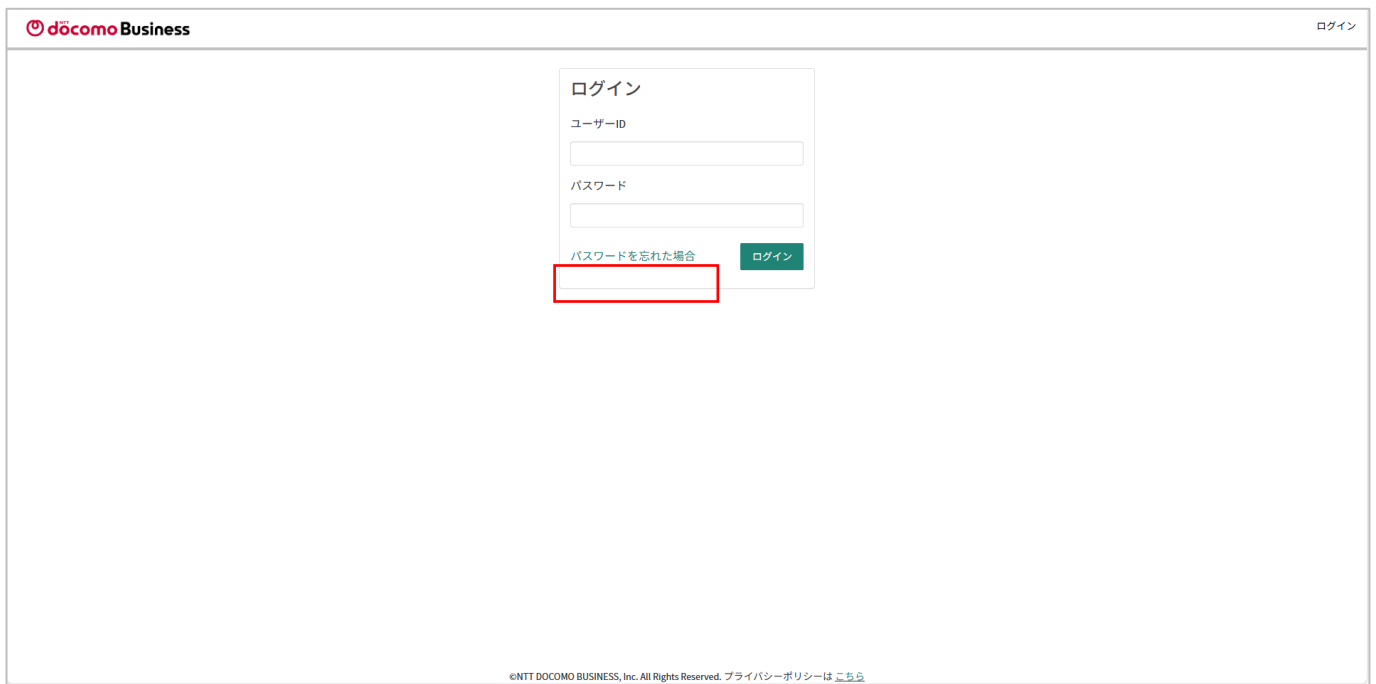 NTT
döcomo Business
ログイン
ログイン
ユーザーID
パスワード
パスワードを忘れた場合
ログイン
©NTT DOCOMO BUSINESS, Inc. All Rights Reserved. プライバシーポリシーは こちら